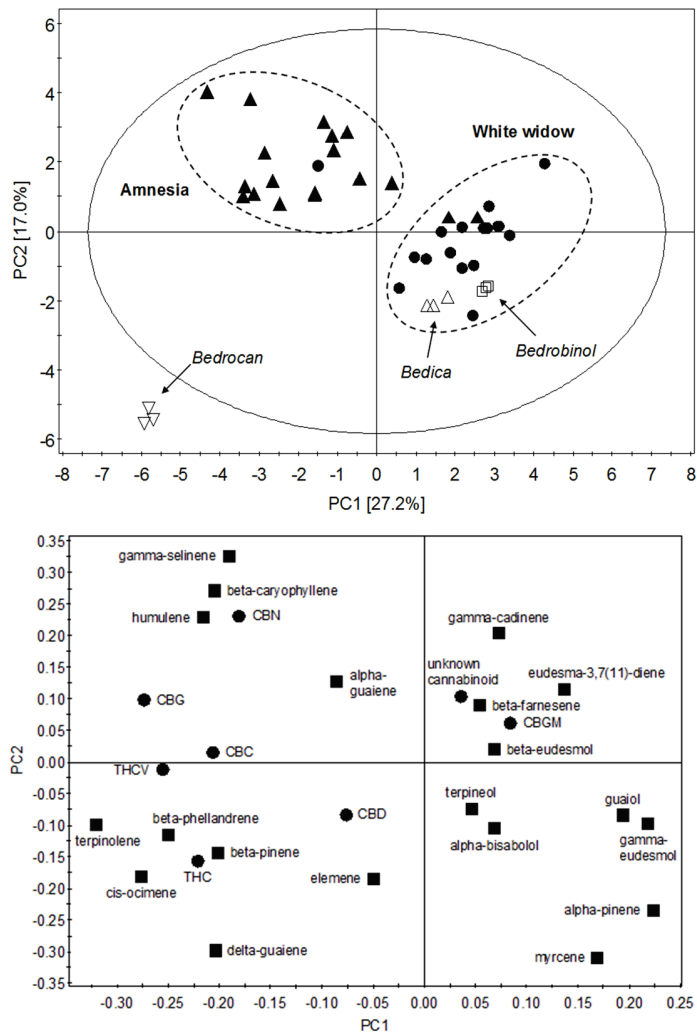 6
4
2
0
-2
-4
-6
PC2 [17.0%]
Amnesia
White widow
Bedrocan
Bedica
Bedrobinol
-8 -7 -6 -5 -4 -3 -2 -1 0 1 2 3 4 5 6 7 8
PC1 [27.2%]
0.35
0.30
0.25
0.20
0.15
0.10
0.05
0.00
-0.05
-0.10
-0.15
-0.20
-0.25
-0.30
-0.35
PC2
gamma-selinene
beta-caryophyllene
humulene
CBN
gamma-cadinene
alpha-
guaiene
unknown
cannabinoid
eudesma-3,7(11)-diene
CBG
beta-farnesene
CBGM
CBC
beta-eudesmol
THCV
beta-phellandrene
CBD
terpineol
guaiol
terpinolene
beta-pinene
alpha-bisabolol
gamma-
eudesmol
THC
cis-ocimene
elemene
alpha-pinene
delta-guaiene
myrcene
-0.30 -0.25 -0.20 -0.15 -0.10 -0.05 0.00 0.05 0.10 0.15 0.20 0.25
PC1